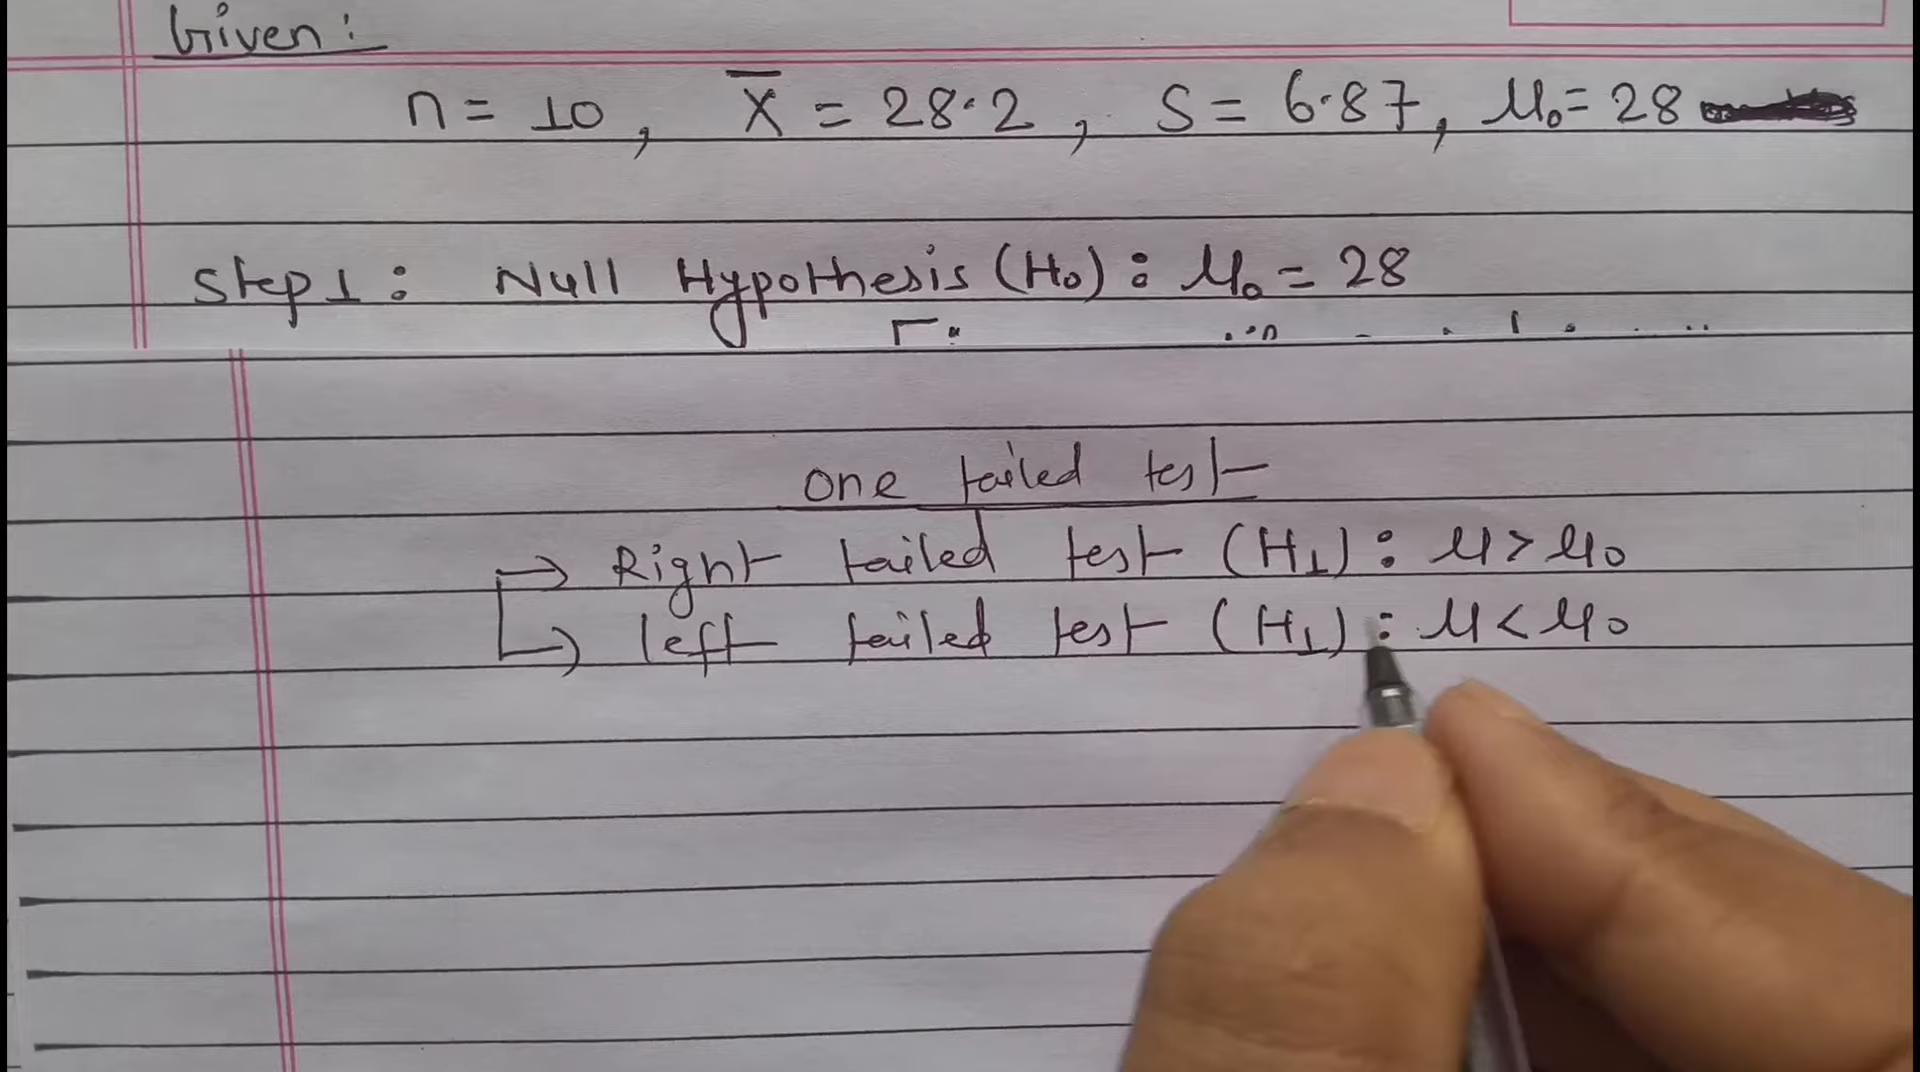 Given:
n = 10, X̅ = 28.2, S = 6.87, μ₀ = 28
Step 1: Null Hypothesis (H₀): μ₀ = 28
one tailed test
→ Right tailed test (H₁): μ > μ₀
↳ left tailed test (H₁): μ < μ₀